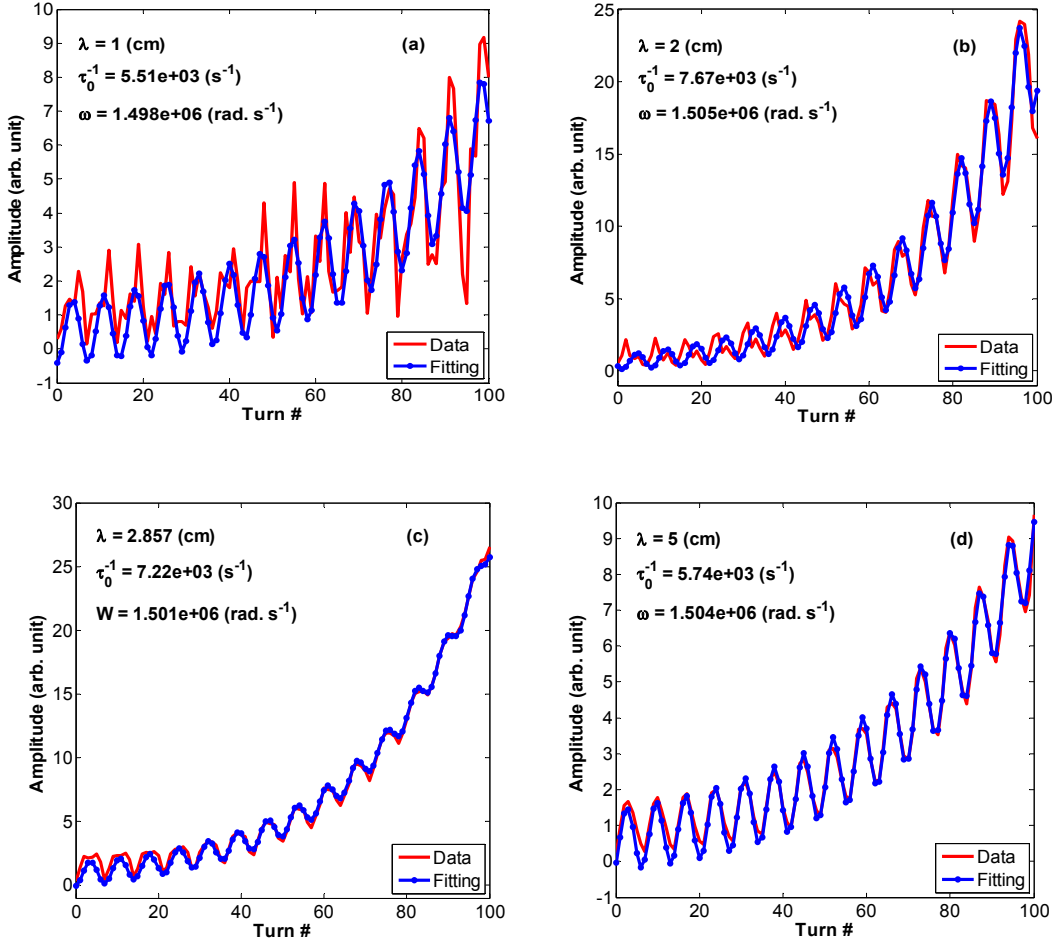 (a)
λ = 1 (cm)
τ₀⁻¹ = 5.51e+03 (s⁻¹)
ω = 1.498e+06 (rad. s⁻¹)
Amplitude (arb. unit)
10
9
8
7
6
5
4
3
2
1
0
-1
0 20 40 60 80 100
Turn #
Data
Fitting
(b)
λ = 2 (cm)
τ₀⁻¹ = 7.67e+03 (s⁻¹)
ω = 1.505e+06 (rad. s⁻¹)
Amplitude (arb. unit)
25
20
15
10
5
0
0 20 40 60 80 100
Turn #
Data
Fitting
(c)
λ = 2.857 (cm)
τ₀⁻¹ = 7.22e+03 (s⁻¹)
W = 1.501e+06 (rad. s⁻¹)
Amplitude (arb. unit)
30
25
20
15
10
5
0
0 20 40 60 80 100
Turn #
Data
Fitting
(d)
λ = 5 (cm)
τ₀⁻¹ = 5.74e+03 (s⁻¹)
ω = 1.504e+06 (rad. s⁻¹)
Amplitude (arb. unit)
10
9
8
7
6
5
4
3
2
1
0
-1
0 20 40 60 80 100
Turn #
Data
Fitting